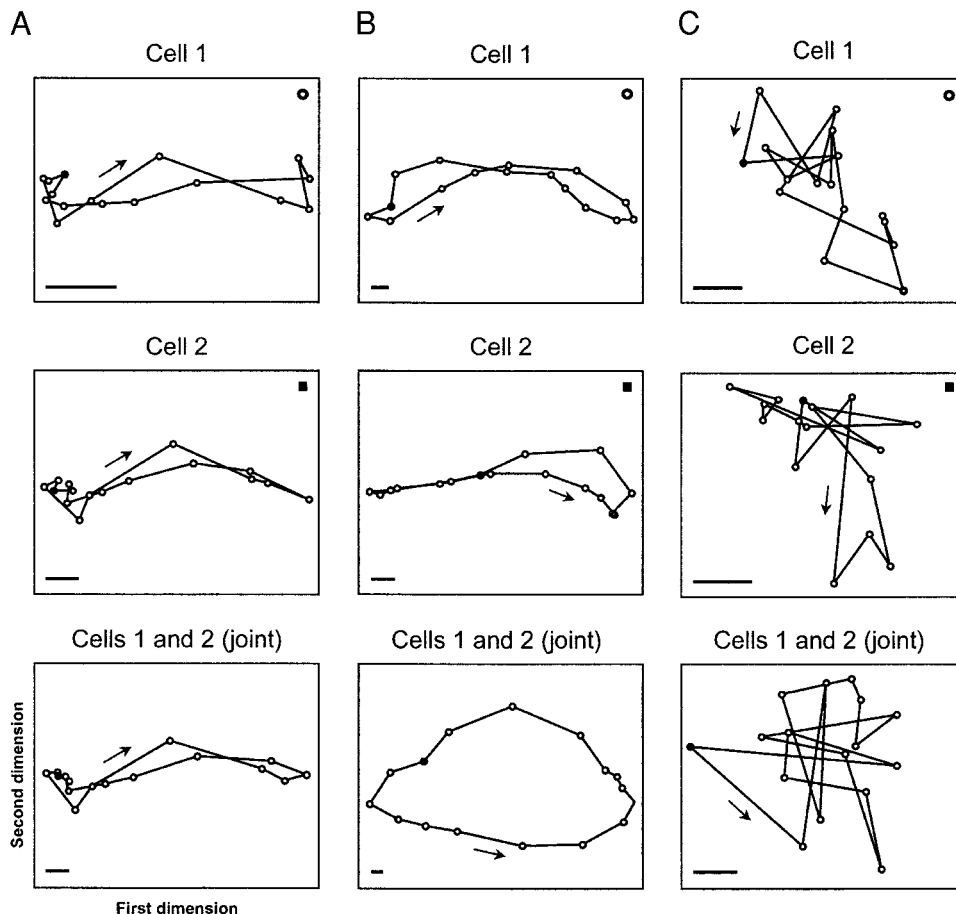 A
B
C
Cell 1
Cell 1
Cell 1
Cell 2
Cell 2
Cell 2
Cells 1 and 2 (joint)
Cells 1 and 2 (joint)
Cells 1 and 2 (joint)
Second dimension
First dimension